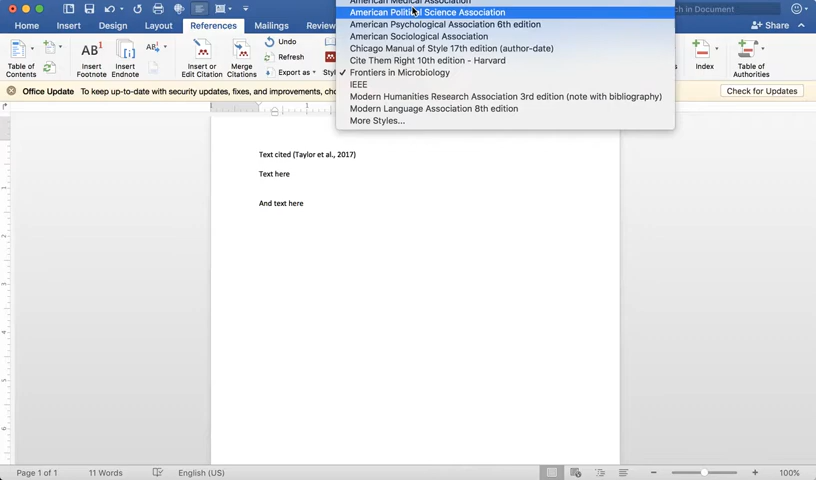 American Medical Association
American Political Science Association
American Psychological Association 6th edition
American Sociological Association
Chicago Manual of Style 17th edition (author-date)
Cite Them Right 10th edition - Harvard
✓ Frontiers in Microbiology
IEEE
Modern Humanities Research Association 3rd edition (note with bibliography)
Modern Language Association 8th edition
More Styles...
ch in Document
Home Insert Design Layout References Mailings Review
Share
Table of Contents
AB1
Insert Footnote
Insert Endnote
AB
Insert or Edit Citation
Merge Citations
Undo
Refresh
Export as
Index
Table of Authorities
Office Update To keep up-to-date with security updates, fixes, and improvements, cho
Check for Updates
Text cited (Taylor et al., 2017)
Text here
And text here
Page 1 of 1 11 Words English (US) 100%